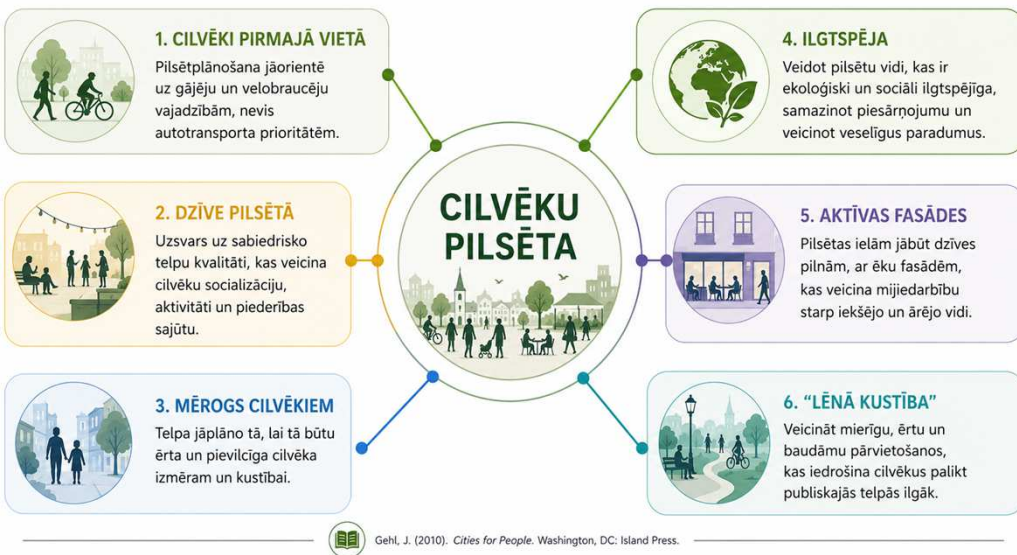 1. CILVĒKI PIRMAJĀ VIETĀ
Pilsētplānošana jāorientē
uz gājēju un velobraucēju
vajadzībām, nevis
autotransporta prioritātēm.
2. DZĪVE PILSĒTĀ
Uzsvars uz sabiedrisko
telpu kvalitāti, kas veicina
cilvēku socializāciju,
aktivitāti un piederības
sajūtu.
3. MĒROGS CILVĒKIEM
Telpa jāplāno tā, lai tā būtu
ērta un pievilcīga cilvēka
izmēram un kustībai.
CILVĒKU
PILSĒTA
4. ILGTSPĒJA
Veidot pilsētu vidi, kas ir
ekoloģiski un sociāli ilgtspējīga,
samazinot piesārņojumu un
veicinot veselīgus paradumus.
5. AKTĪVAS FASĀDES
Pilsētas ielām jābūt dzīves
pilnām, ar ēku fasādēm,
kas veicina mijiedarbību
starp iekšējo un ārējo vidi.
6. “LĒNĀ KUSTĪBA”
Veicināt mierīgu, ērtu un
baudāmu pārvietošanos,
kas iedrošina cilvēkus palikt
publiskajās telpās ilgāk.
Gehl, J. (2010). Cities for People. Washington, DC: Island Press.